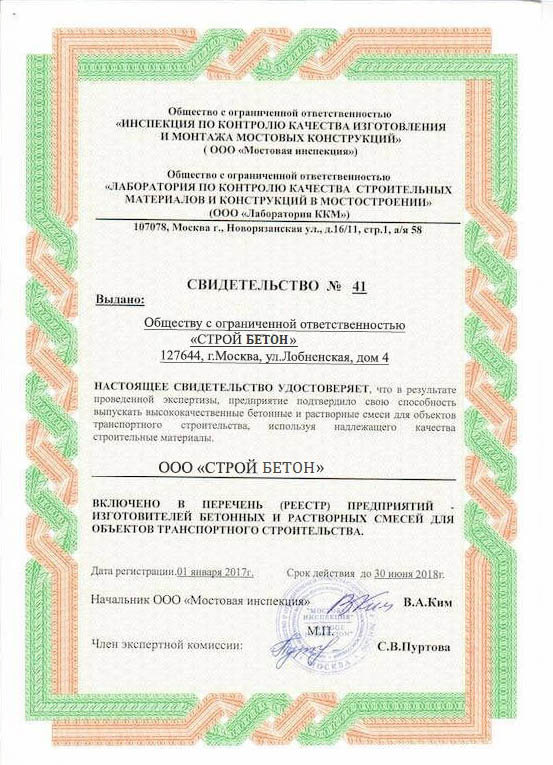 Общество с ограниченной ответственностью
«ИНСПЕКЦИЯ ПО КОНТРОЛЮ КАЧЕСТВА ИЗГОТОВЛЕНИЯ
И МОНТАЖА МОСТОВЫХ КОНСТРУКЦИЙ»
( ООО «Мостовая инспекция»)
Общество с ограниченной ответственностью
«ЛАБОРАТОРИЯ ПО КОНТРОЛЮ КАЧЕСТВА СТРОИТЕЛЬНЫХ
МАТЕРИАЛОВ И КОНСТРУКЦИЙ В МОСТОСТРОЕНИИ»
(ООО «Лаборатория ККМ»)
107078, Москва г., Новорязанская ул., д.16/11, стр.1, а/я 58
СВИДЕТЕЛЬСТВО № 41
Выдано:
Обществу с ограниченной ответственностью
«СТРОЙ БЕТОН»
127644, г.Москва, ул.Лобненская, дом 4
НАСТОЯЩЕЕ СВИДЕТЕЛЬСТВО УДОСТОВЕРЯЕТ, что в результате
проведенной экспертизы, предприятие подтвердило свою способность
выпускать высококачественные бетонные и растворные смеси для объектов
транспортного строительства, используя надлежащего качества
строительные материалы.
ООО «СТРОЙ БЕТОН»
ВКЛЮЧЕНО В ПЕРЕЧЕНЬ (РЕЕСТР) ПРЕДПРИЯТИЙ -
ИЗГОТОВИТЕЛЕЙ БЕТОННЫХ И РАСТВОРНЫХ СМЕСЕЙ ДЛЯ
ОБЪЕКТОВ ТРАНСПОРТНОГО СТРОИТЕЛЬСТВА.
Дата регистрации.01 января 2017г. Срок действия до 30 июня 2018г.
Начальник ООО «Мостовая инспекция» В.А.Ким
М.П.
Член экспертной комиссии: С.В.Пуртова
"МОСТОВАЯ
ИНСПЕКЦИЯ"
МОСКВА